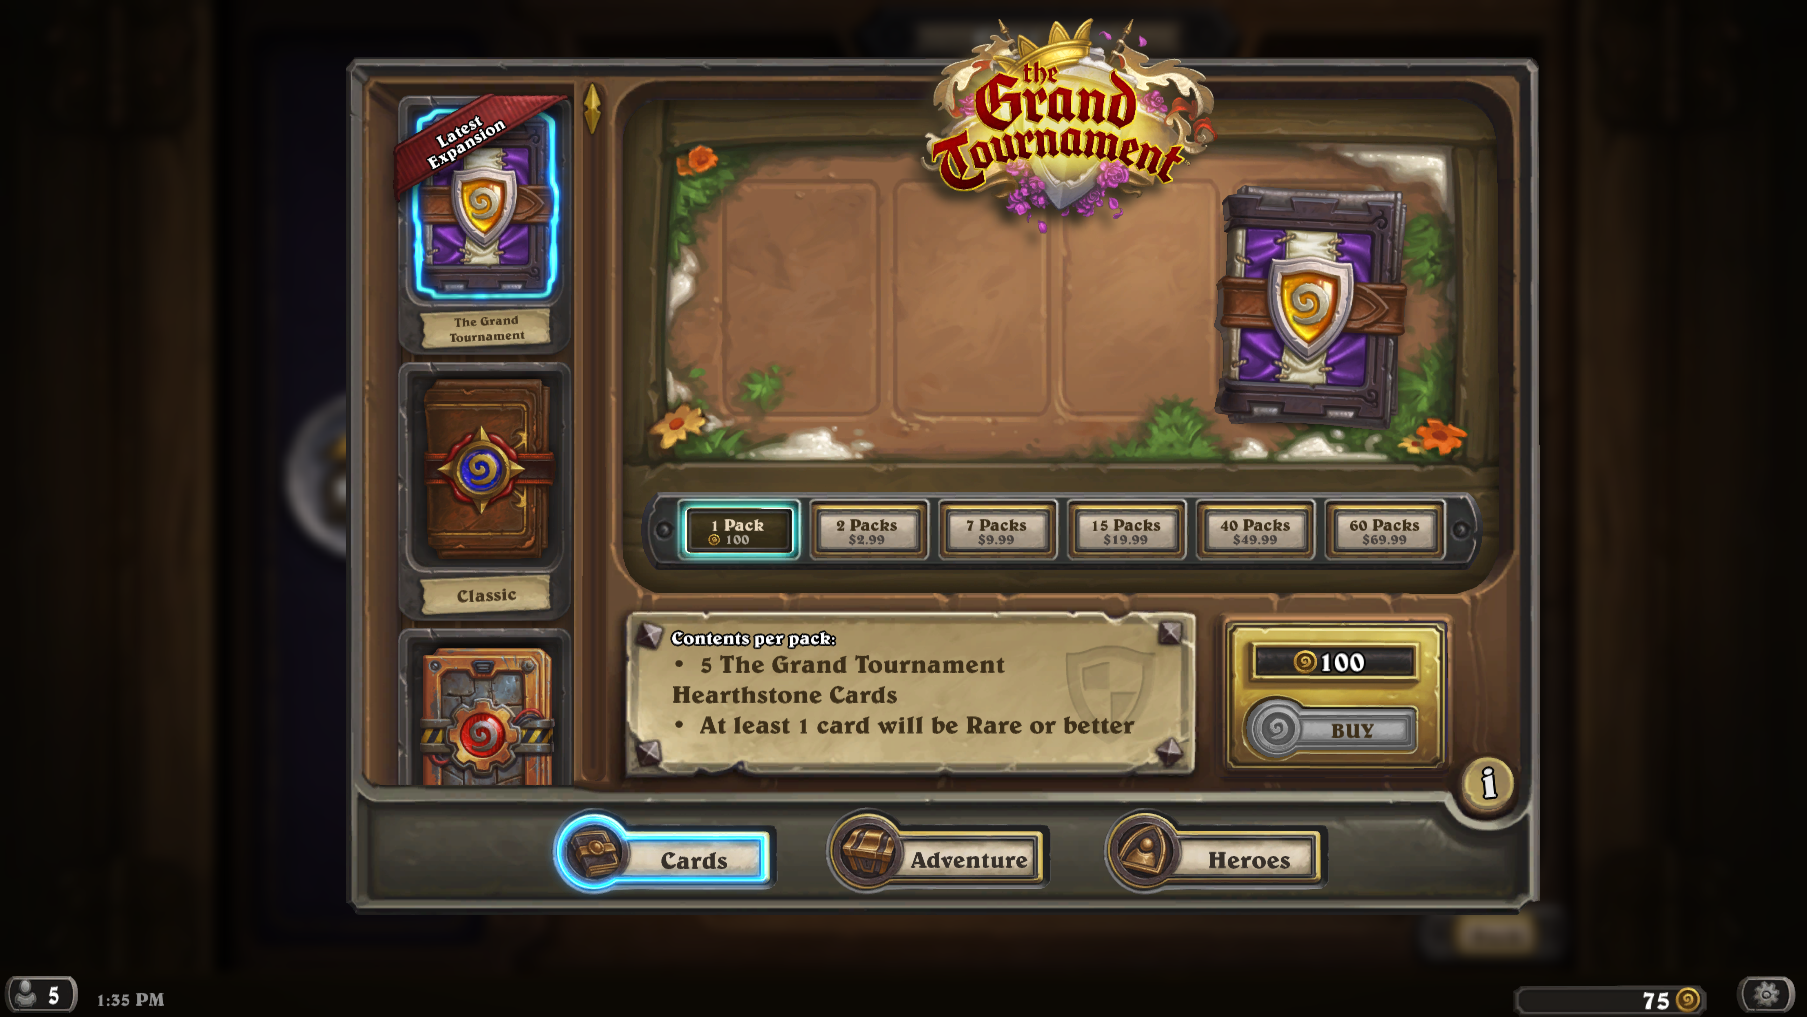 the
Grand
Tournament
Latest
Expansion
The Grand
Tournament
Classic
1 Pack
100
2 Packs
$2.99
7 Packs
$9.99
15 Packs
$19.99
40 Packs
$49.99
60 Packs
$69.99
Contents per pack:
• 5 The Grand Tournament
Hearthstone Cards
• At least 1 card will be Rare or better
100
BUY
i
Cards
Adventure
Heroes
5
1:35 PM
75